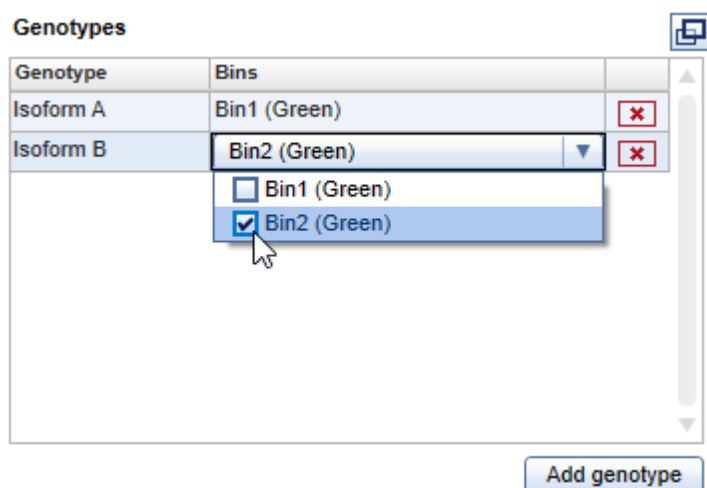 Genotypes
Genotype Bins
Isoform A Bin1 (Green)
Isoform B Bin2 (Green)
Bin1 (Green)
Bin2 (Green)
Add genotype